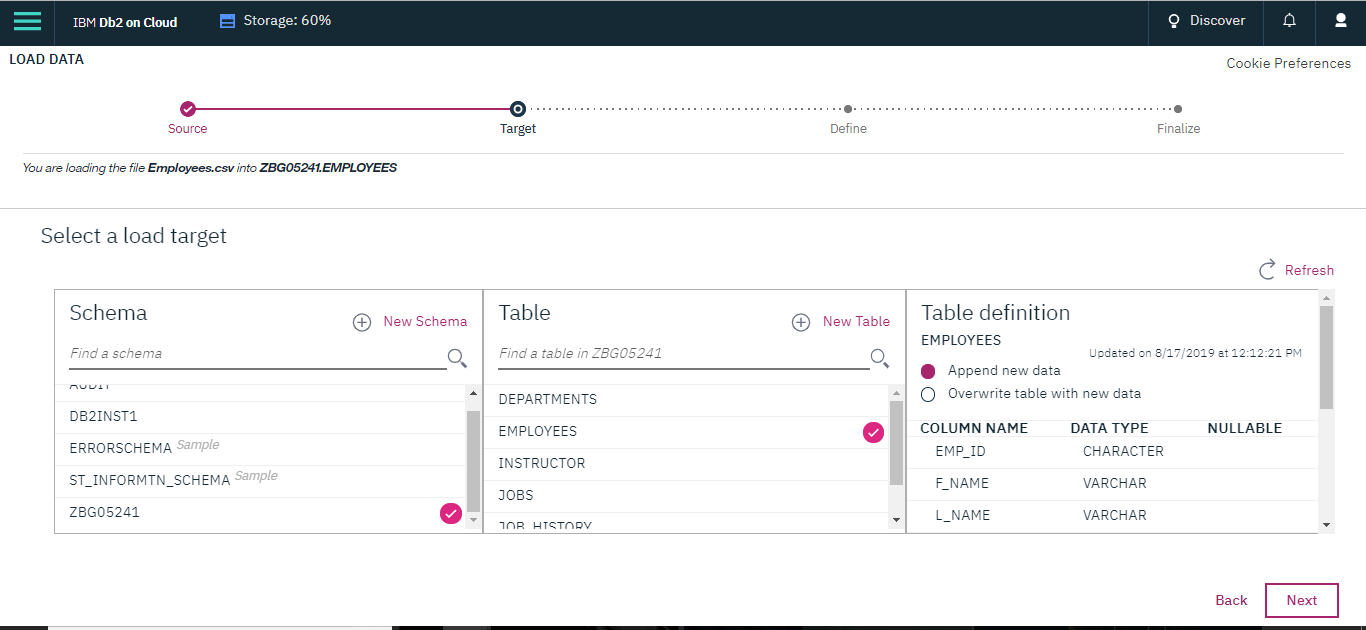 IBM Db2 on Cloud
Storage: 60%
Discover
LOAD DATA
Cookie Preferences
Source
Target
Define
Finalize
You are loading the file Employees.csv into ZBG05241.EMPLOYEES
Select a load target
Refresh
Schema
New Schema
Find a schema
AUDIT
DB2INST1
ERRORSCHEMA Sample
ST_INFORMTN_SCHEMA Sample
ZBG05241
Table
New Table
Find a table in ZBG05241
DEPARTMENTS
EMPLOYEES
INSTRUCTOR
JOBS
JOB_HISTORY
Table definition
EMPLOYEES
Updated on 8/17/2019 at 12:12:21 PM
Append new data
Overwrite table with new data
COLUMN NAME DATA TYPE NULLABLE
EMP_ID CHARACTER
F_NAME VARCHAR
L_NAME VARCHAR
Back
Next